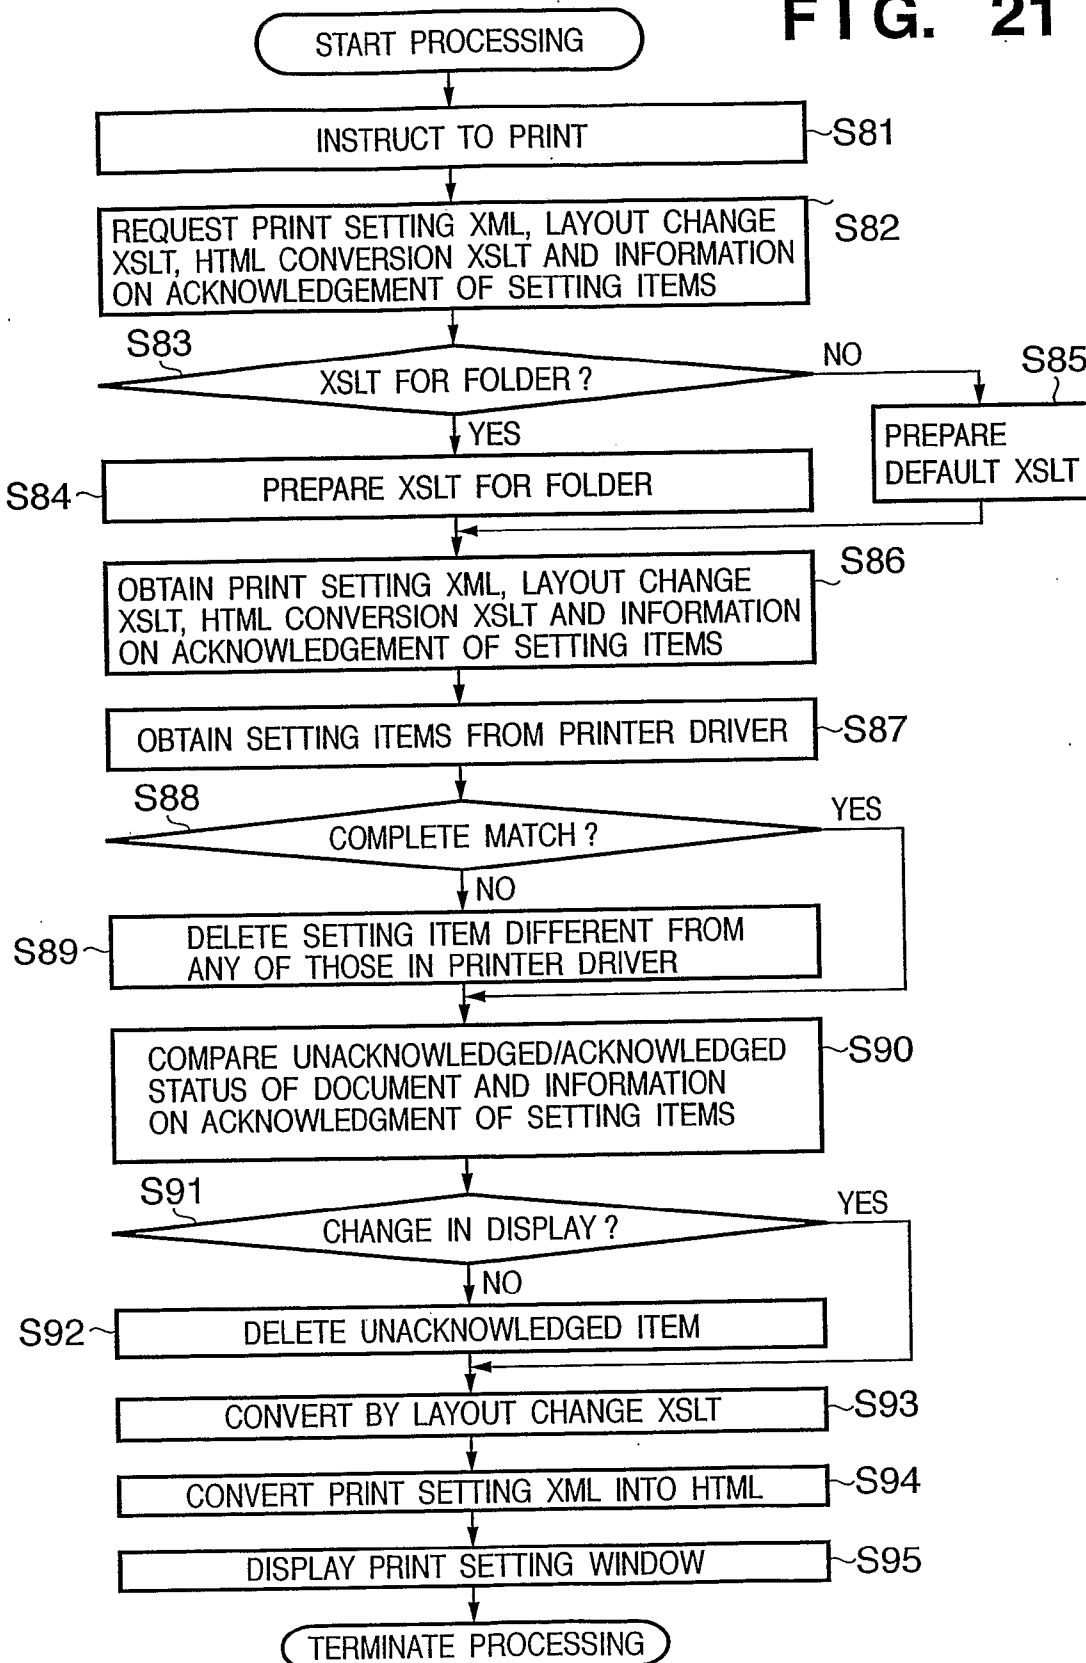 FIG. 21
START PROCESSING
INSTRUCT TO PRINT
S81
REQUEST PRINT SETTING XML, LAYOUT CHANGE
XSLT, HTML CONVERSION XSLT AND INFORMATION
ON ACKNOWLEDGEMENT OF SETTING ITEMS
S82
S83
XSLT FOR FOLDER?
NO
YES
S85
PREPARE
DEFAULT XSLT
S84
PREPARE XSLT FOR FOLDER
OBTAIN PRINT SETTING XML, LAYOUT CHANGE
XSLT, HTML CONVERSION XSLT AND INFORMATION
ON ACKNOWLEDGEMENT OF SETTING ITEMS
S86
OBTAIN SETTING ITEMS FROM PRINTER DRIVER
S87
S88
COMPLETE MATCH?
YES
NO
S89
DELETE SETTING ITEM DIFFERENT FROM
ANY OF THOSE IN PRINTER DRIVER
COMPARE UNACKNOWLEDGED/ACKNOWLEDGED
STATUS OF DOCUMENT AND INFORMATION
ON ACKNOWLEDGMENT OF SETTING ITEMS
S90
S91
CHANGE IN DISPLAY?
YES
NO
S92
DELETE UNACKNOWLEDGED ITEM
CONVERT BY LAYOUT CHANGE XSLT
S93
CONVERT PRINT SETTING XML INTO HTML
S94
DISPLAY PRINT SETTING WINDOW
S95
TERMINATE PROCESSING